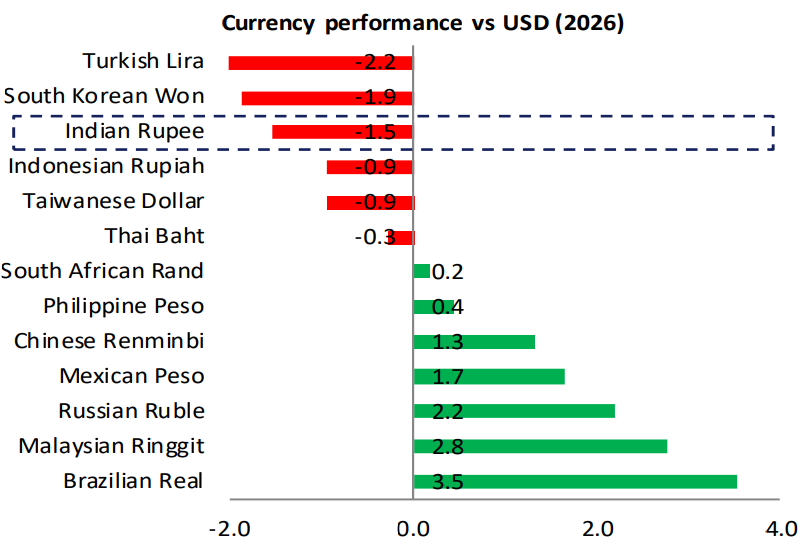 Currency performance vs USD (2026)
Turkish Lira -2.2
South Korean Won -1.9
Indian Rupee -1.5
Indonesian Rupiah -0.9
Taiwanese Dollar -0.9
Thai Baht -0.3
South African Rand 0.2
Philippine Peso 0.4
Chinese Renminbi 1.3
Mexican Peso 1.7
Russian Ruble 2.2
Malaysian Ringgit 2.8
Brazilian Real 3.5
-2.0 0.0 2.0 4.0